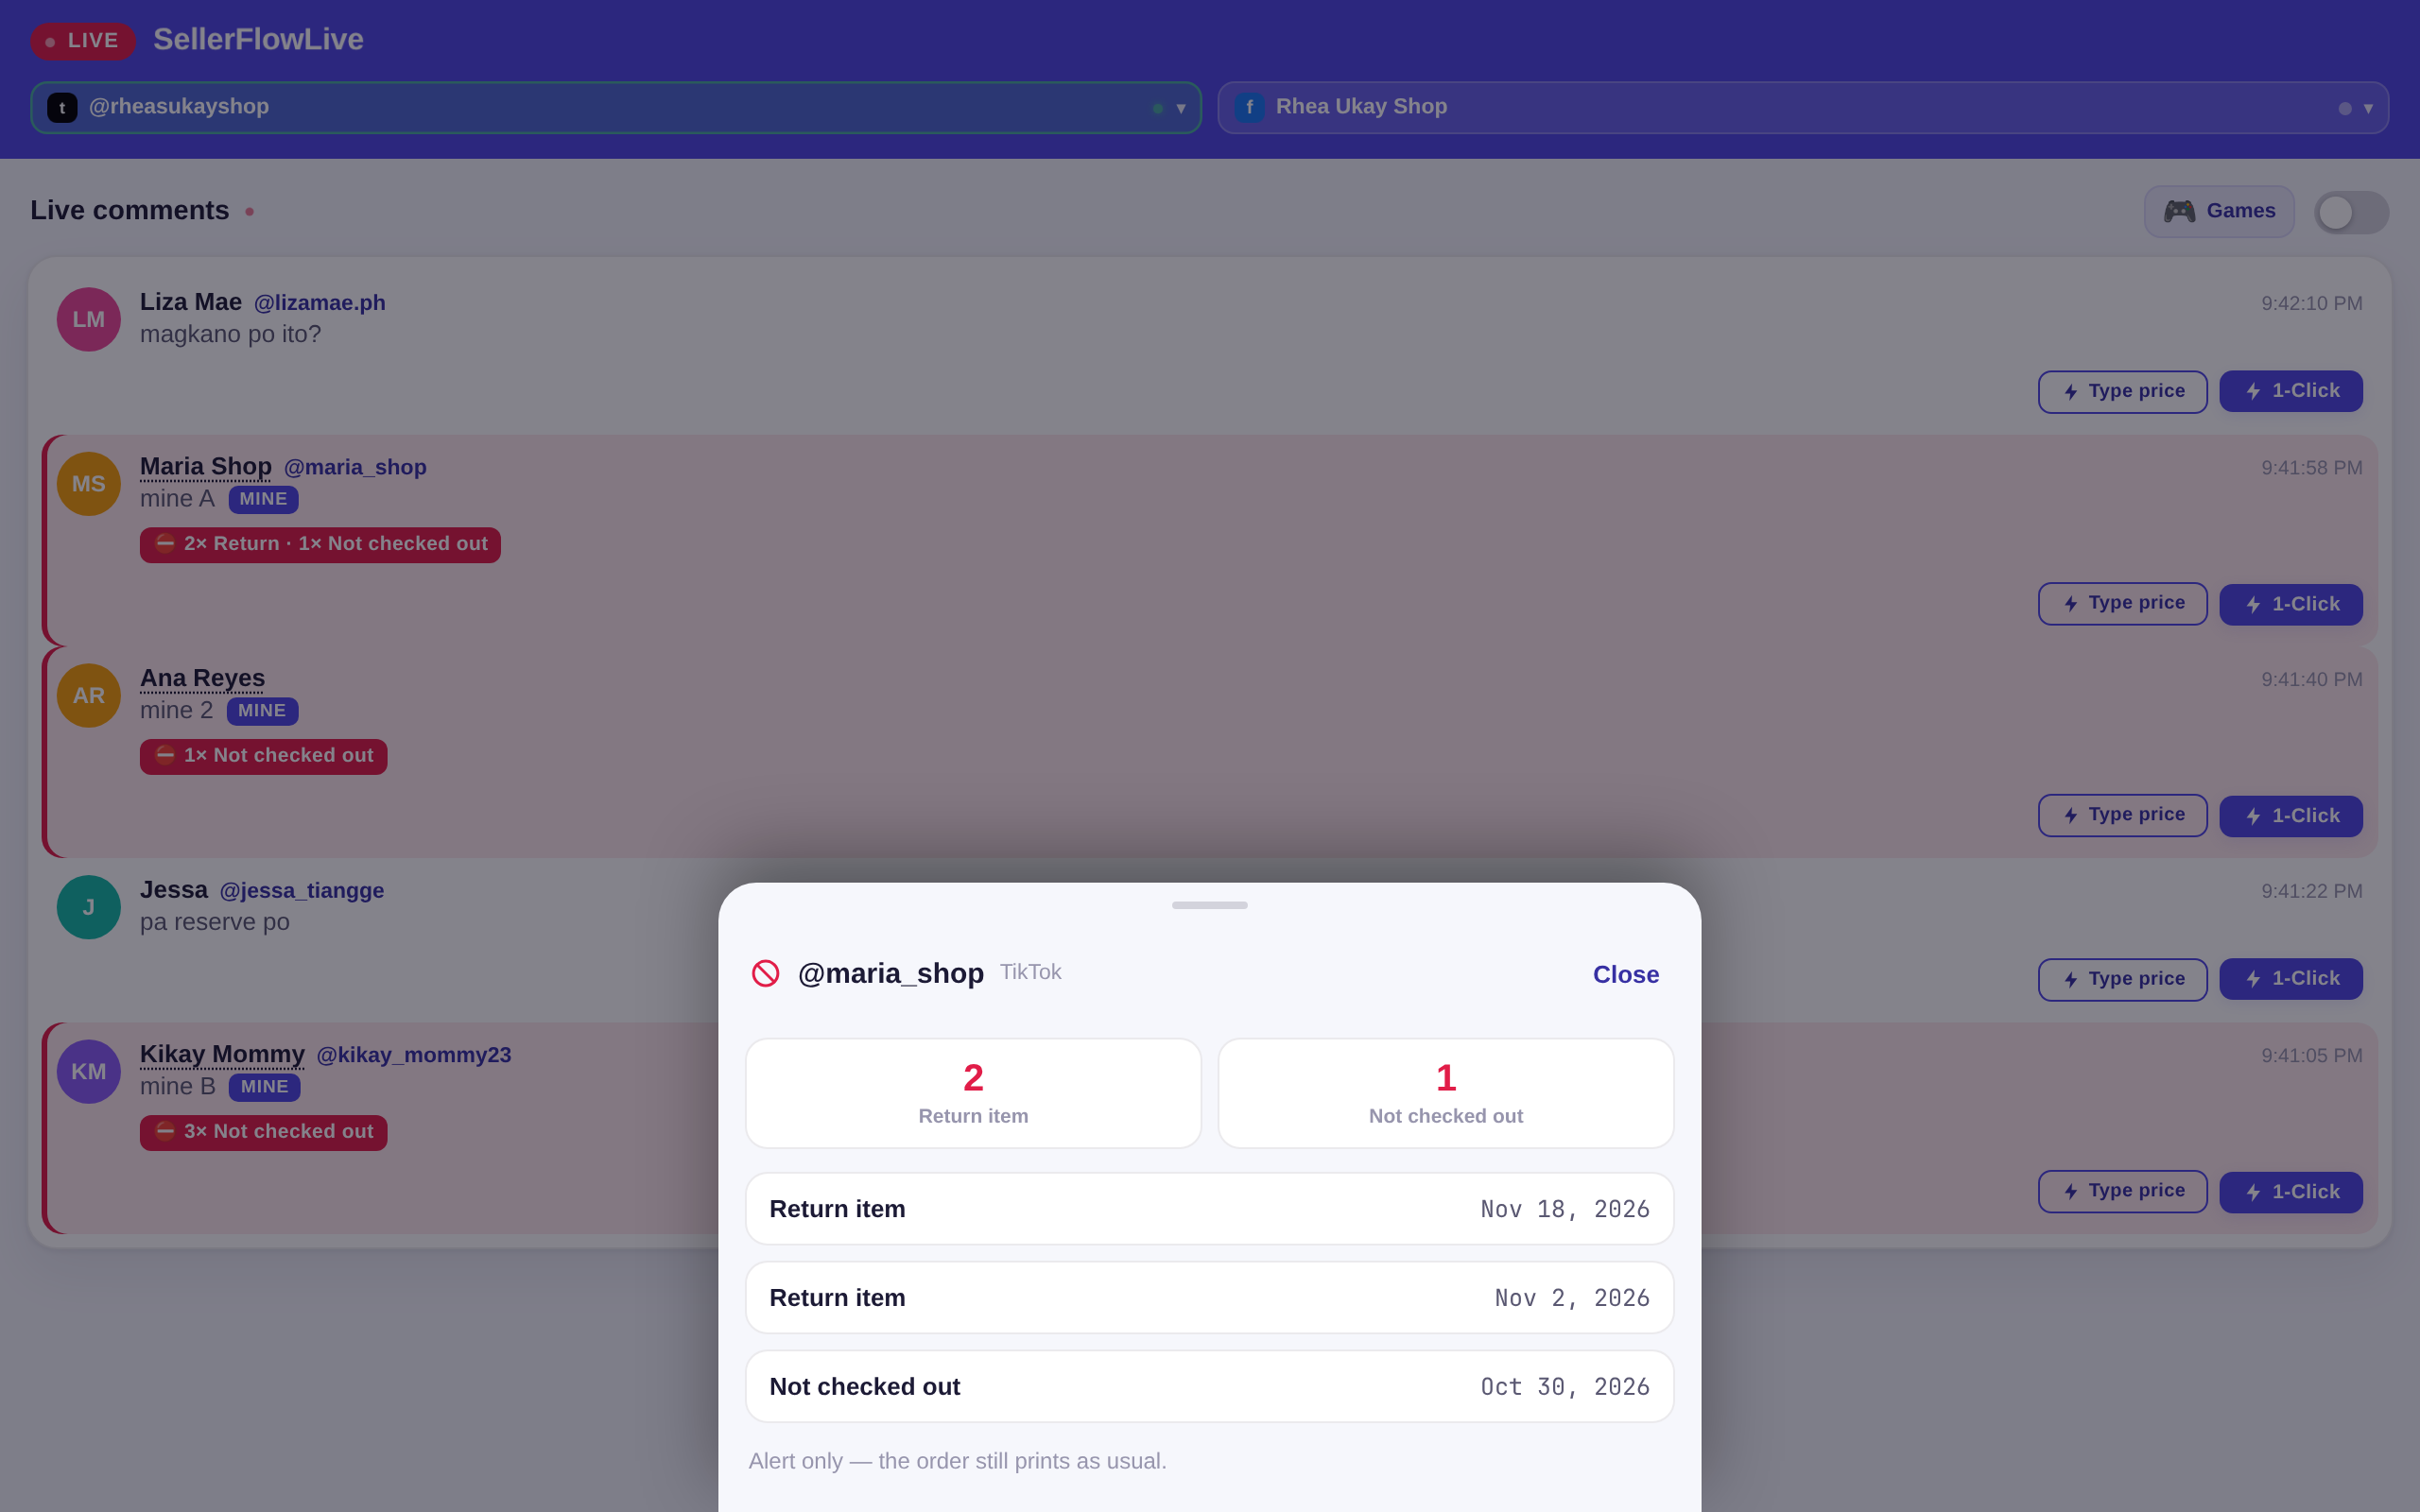 LIVE SellerFlowLive
t @rheasukayshop ▾ f Rhea Ukay Shop ▾
Live comments 🎮 Games
LM Liza Mae @lizamae.ph 9:42:10 PM
magkano po ito?
Type price 1-Click
MS Maria Shop @maria_shop 9:41:58 PM
mine A MINE
⛔ 2× Return · 1× Not checked out
Type price 1-Click
AR Ana Reyes 9:41:40 PM
mine 2 MINE
⛔ 1× Not checked out
Type price 1-Click
J Jessa @jessa_tiangge 9:41:22 PM
pa reserve po
Type price 1-Click
KM Kikay Mommy @kikay_mommy23 9:41:05 PM
mine B MINE
⛔ 3× Not checked out
Type price 1-Click
@maria_shop TikTok Close
2 1
Return item Not checked out
Return item Nov 18, 2026
Return item Nov 2, 2026
Not checked out Oct 30, 2026
Alert only — the order still prints as usual.